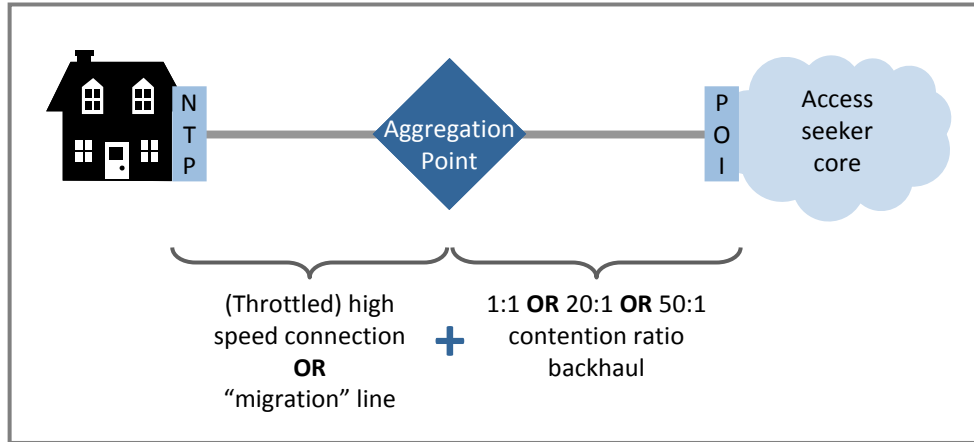 N
T
P
Aggregation
Point
P
O
I
Access
seeker
core
(Throttled) high
speed connection
OR
“migration” line
+
1:1 OR 20:1 OR 50:1
contention ratio
backhaul